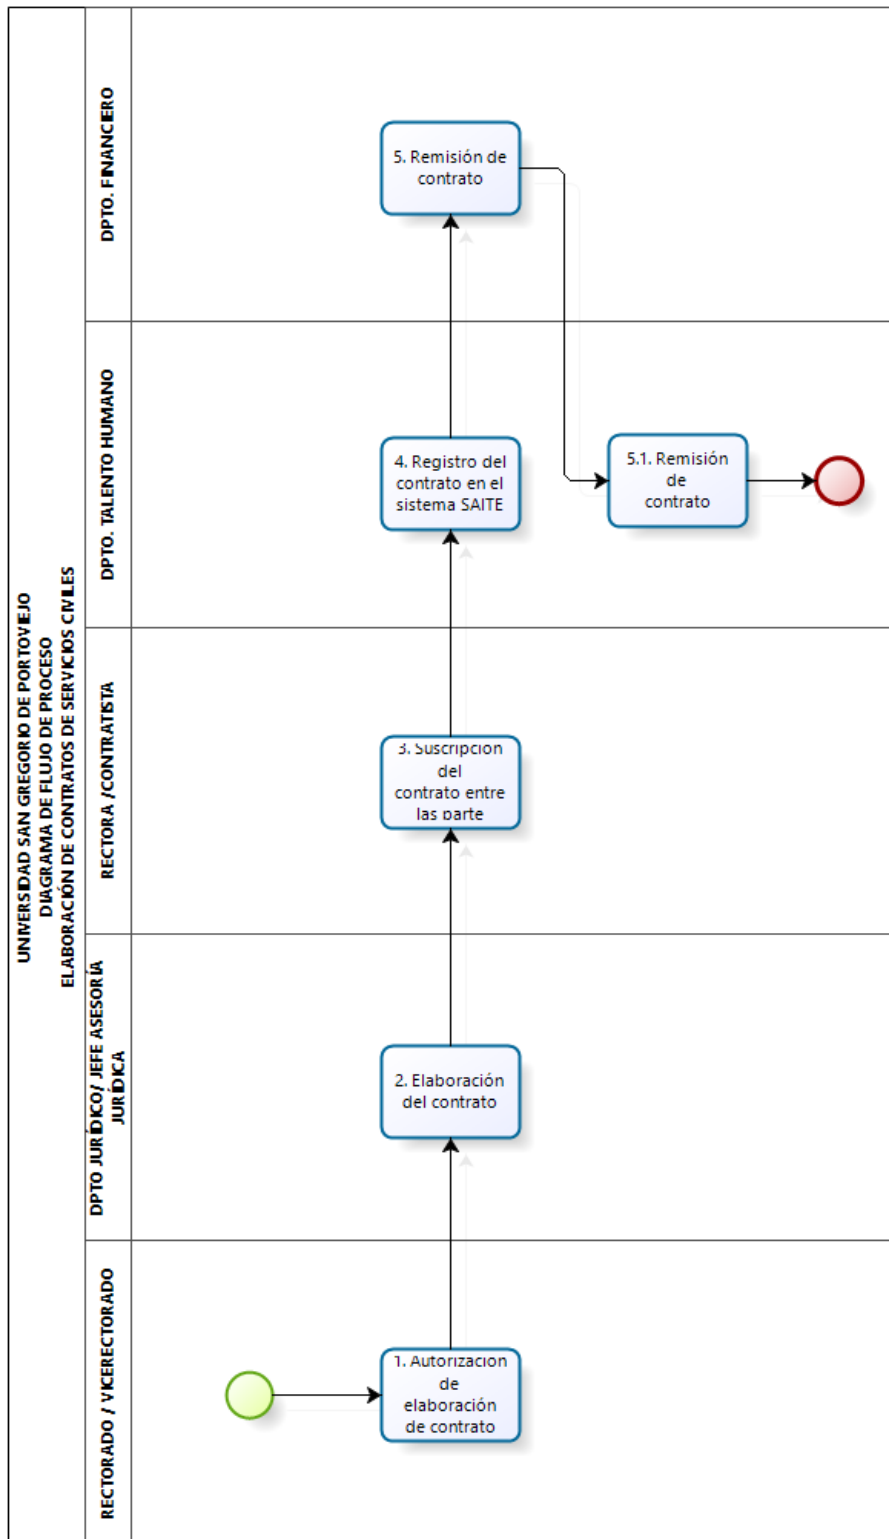 UNIVERSIDAD SAN GREGORIO DE PORTOVIEJO
DIAGRAMA DE FLUJO DE PROCESO
ELABORACIÓN DE CONTRATOS DE SERVICIOS CIVILES
DPTO. FINANCIERO
5. Remisión de
contrato
DPTO. TALENTO HUMANO
4. Registro del
contrato en el
sistema SAITE
5.1. Remisión
de
contrato
RECTORA /CONTRATISTA
3. Suscripción
del
contrato entre
las parte
DPTO JURÍDICO/ JEFE ASESORÍA
JURÍDICA
2. Elaboración
del contrato
RECTORADO / VICERECTORADO
1. Autorización
de
elaboración
de contrato